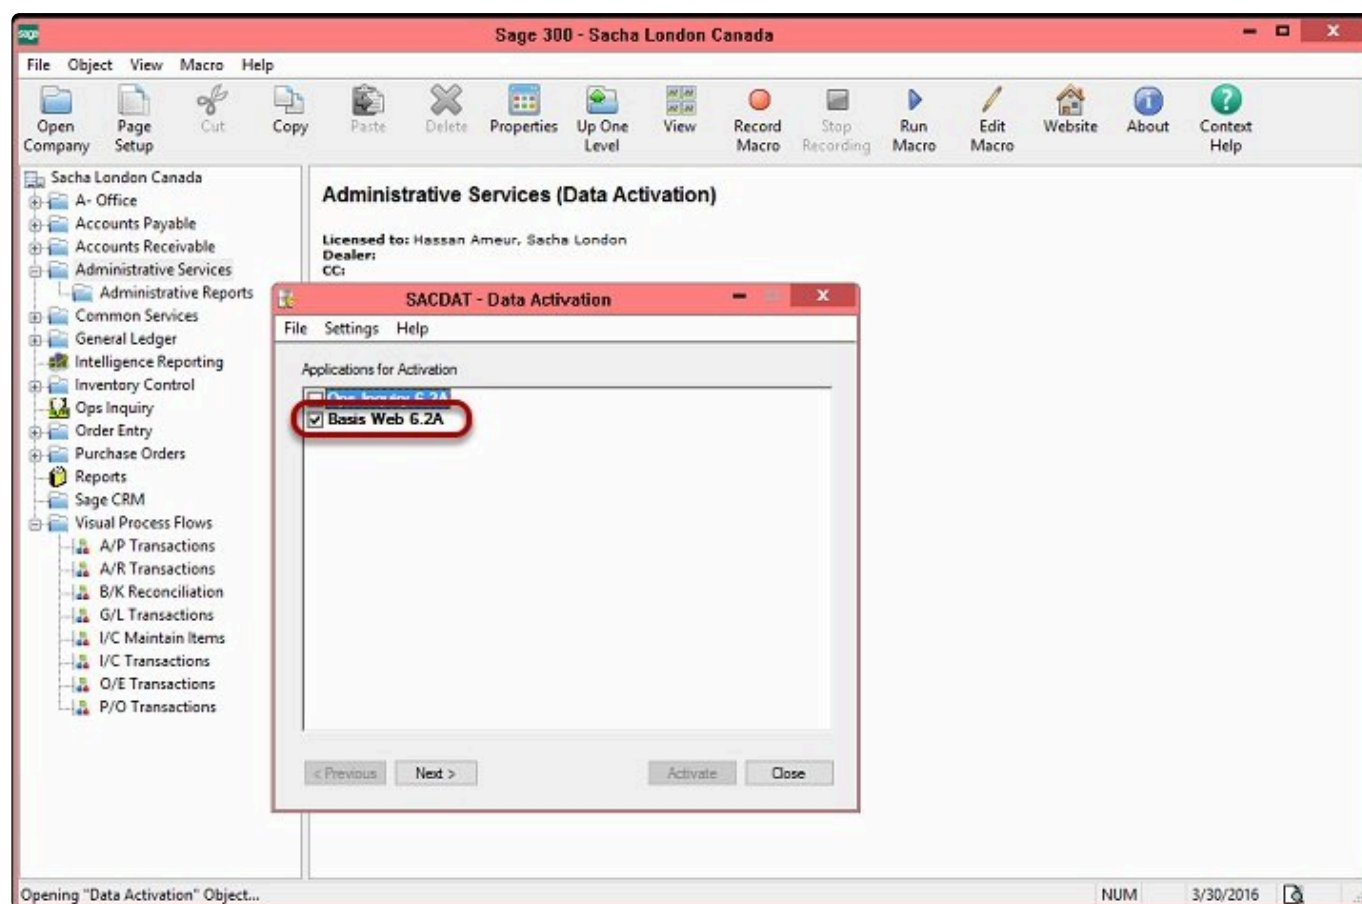 sage
Sage 300 - Sacha London Canada
File Object View Macro Help
Open Company
Page Setup
Cut
Copy
Paste
Delete
Properties
Up One Level
View
Record Macro
Stop Recording
Run Macro
Edit Macro
Website
About
Context Help
Sacha London Canada
A- Office
Accounts Payable
Accounts Receivable
Administrative Services
Administrative Reports
Common Services
General Ledger
Intelligence Reporting
Inventory Control
Ops Inquiry
Order Entry
Purchase Orders
Reports
Sage CRM
Visual Process Flows
A/P Transactions
A/R Transactions
B/K Reconciliation
G/L Transactions
I/C Maintain Items
I/C Transactions
O/E Transactions
P/O Transactions
Administrative Services (Data Activation)
Licensed to: Hassan Ameur, Sacha London
Dealer:
CC:
SACDAT - Data Activation
File Settings Help
Applications for Activation
Ops Inquiry 6.2A
Basis Web 6.2A
< Previous
Next >
Activate
Close
Opening "Data Activation" Object...
NUM
3/30/2016